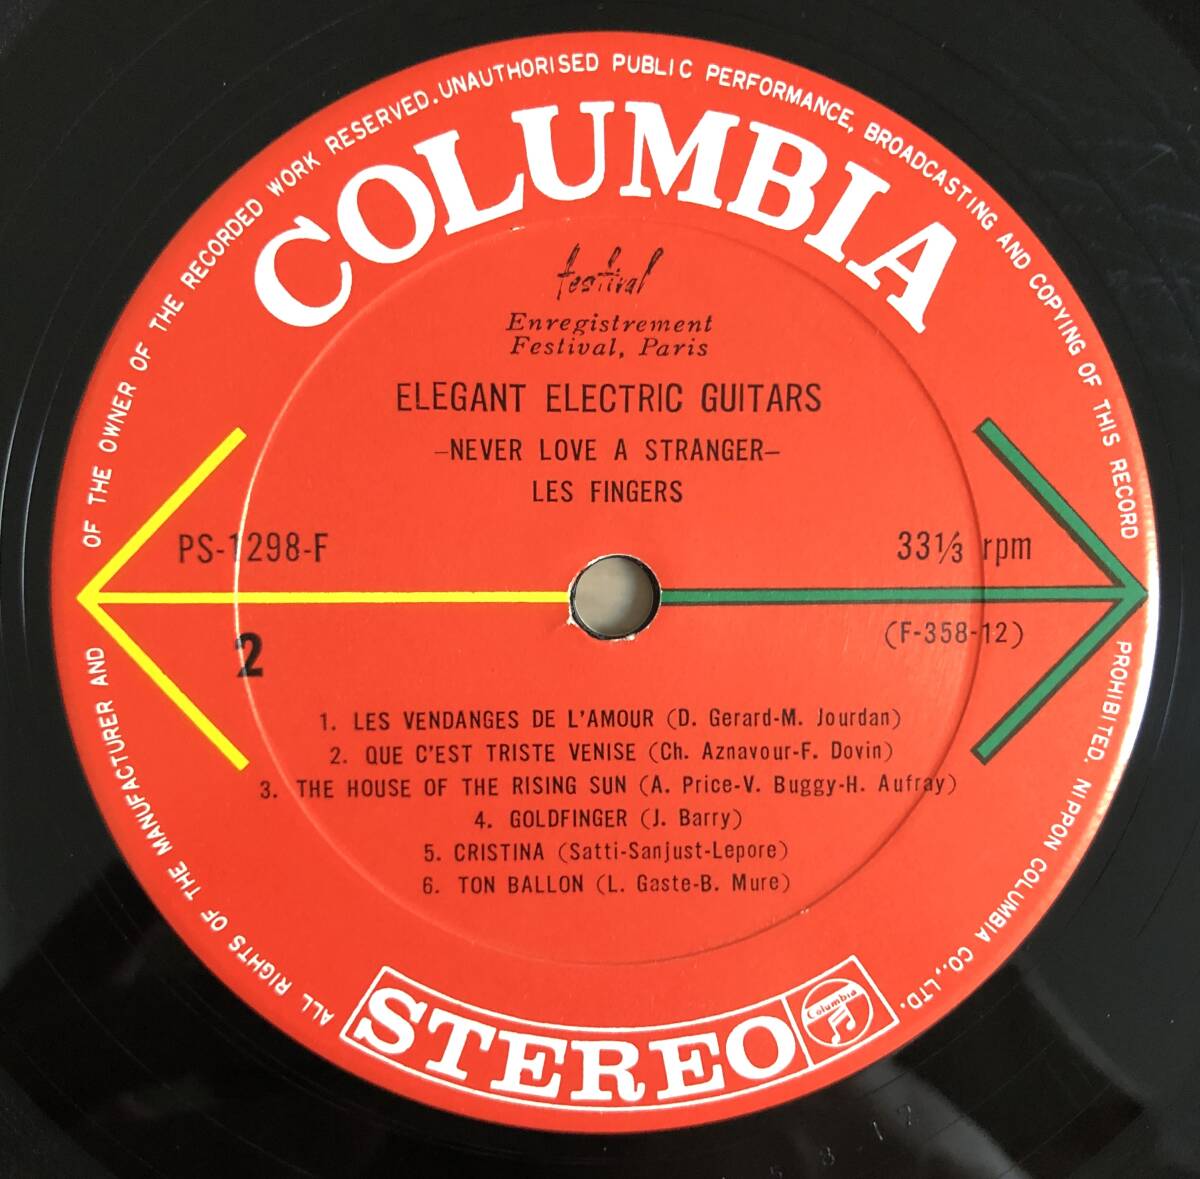 ALL RIGHTS OF THE MANUFACTURER AND OF THE OWNER OF THE RECORDED WORK RESERVED. UNAUTHORISED PUBLIC PERFORMANCE, BROADCASTING AND COPYING OF THIS RECORD PROHIBITED. NIPPON COLUMBIA CO., LTD.
COLUMBIA
festival
Enregistrement
Festival, Paris
ELEGANT ELECTRIC GUITARS
-NEVER LOVE A STRANGER-
LES FINGERS
PS-1298-F
33⅓ rpm
2
(F-358-12)
1. LES VENDANGES DE L'AMOUR (D. Gerard-M. Jourdan)
2. QUE C'EST TRISTE VENISE (Ch. Aznavour-F. Dovin)
3. THE HOUSE OF THE RISING SUN (A. Price-V. Buggy-H. Aufray)
4. GOLDFINGER (J. Barry)
5. CRISTINA (Satti-Sanjust-Lepore)
6. TON BALLON (L. Gaste-B. Mure)
STEREO
Columbia